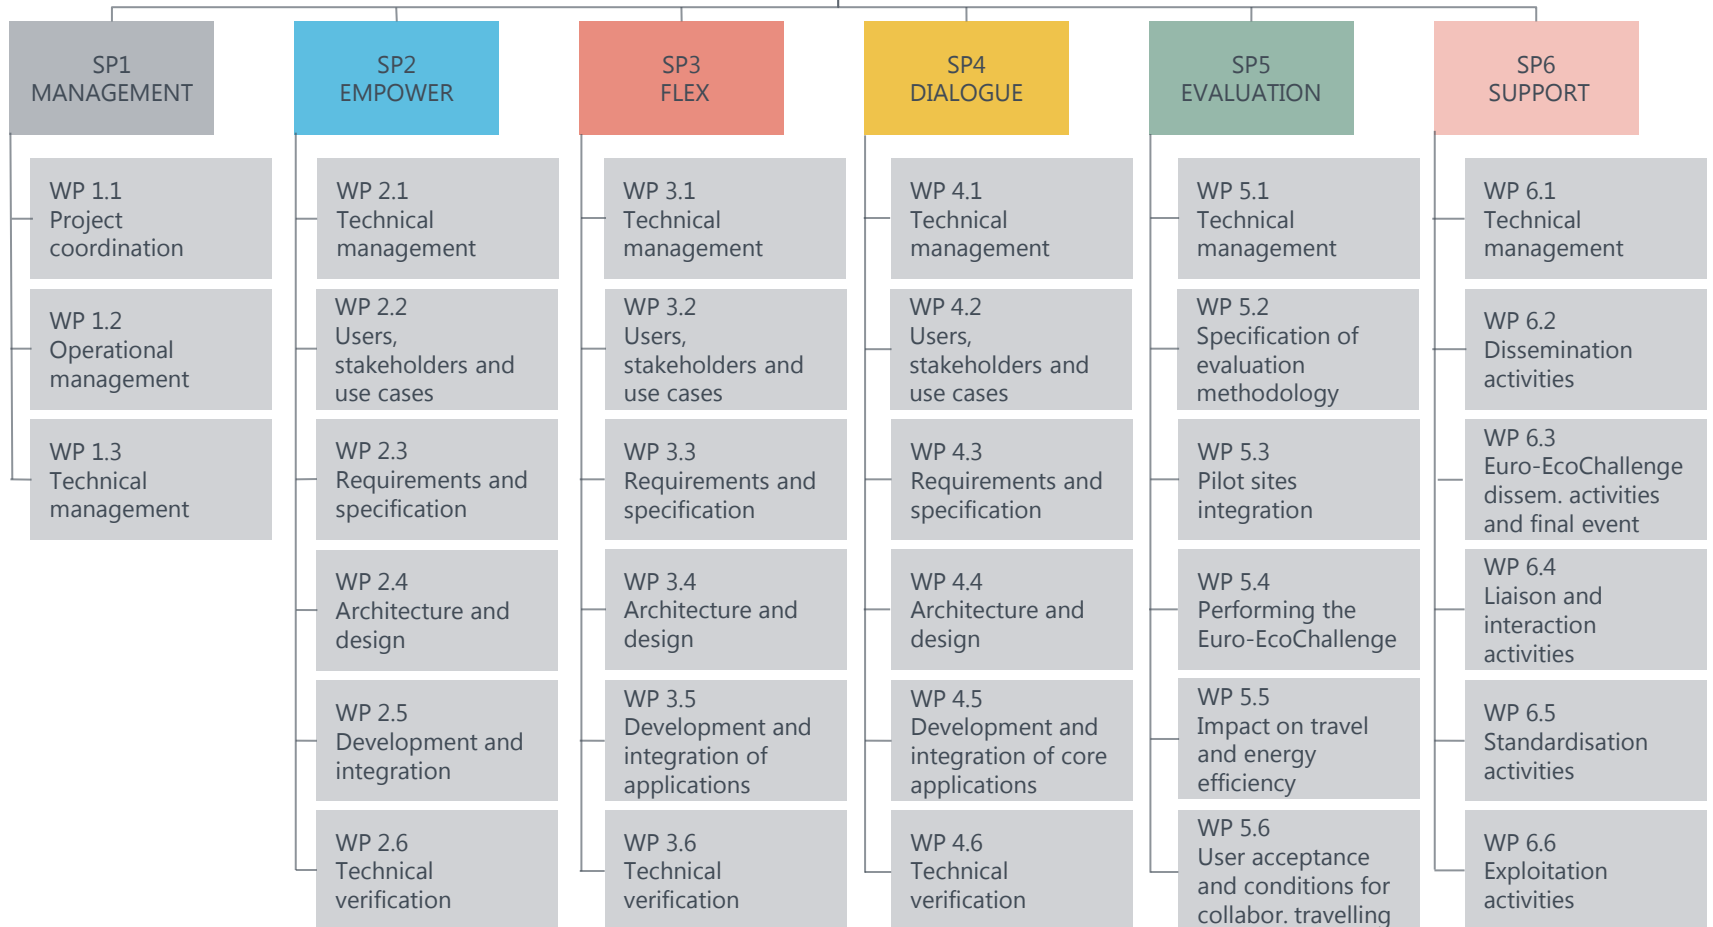 SP1
MANAGEMENT
SP2
EMPOWER
SP3
FLEX
SP4
DIALOGUE
SP5
EVALUATION
SP6
SUPPORT
WP 1.1
Project
coordination
WP 1.2
Operational
management
WP 1.3
Technical
management
WP 2.1
Technical
management
WP 2.2
Users,
stakeholders and
use cases
WP 2.3
Requirements and
specification
WP 2.4
Architecture and
design
WP 2.5
Development and
integration
WP 2.6
Technical
verification
WP 3.1
Technical
management
WP 3.2
Users,
stakeholders and
use cases
WP 3.3
Requirements and
specification
WP 3.4
Architecture and
design
WP 3.5
Development and
integration of
applications
WP 3.6
Technical
verification
WP 4.1
Technical
management
WP 4.2
Users,
stakeholders and
use cases
WP 4.3
Requirements and
specification
WP 4.4
Architecture and
design
WP 4.5
Development and
integration of core
applications
WP 4.6
Technical
verification
WP 5.1
Technical
management
WP 5.2
Specification of
evaluation
methodology
WP 5.3
Pilot sites
integration
WP 5.4
Performing the
Euro-EcoChallenge
WP 5.5
Impact on travel
and energy
efficiency
WP 5.6
User acceptance
and conditions for
collabor. travelling
WP 6.1
Technical
management
WP 6.2
Dissemination
activities
WP 6.3
Euro-EcoChallenge
dissem. activities
and final event
WP 6.4
Liaison and
interaction
activities
WP 6.5
Standardisation
activities
WP 6.6
Exploitation
activities